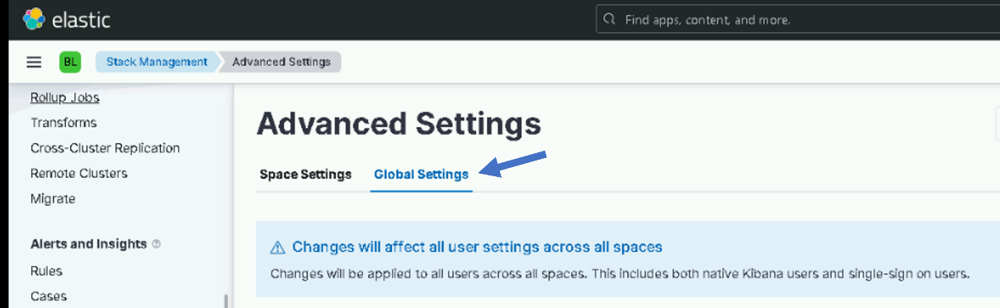 elastic
Find apps, content, and more.
BL
Stack Management
Advanced Settings
Rollup Jobs
Transforms
Cross-Cluster Replication
Remote Clusters
Migrate
Alerts and Insights
Rules
Cases
Advanced Settings
Space Settings
Global Settings
Changes will affect all user settings across all spaces
Changes will be applied to all users across all spaces. This includes both native Kibana users and single-sign on users.